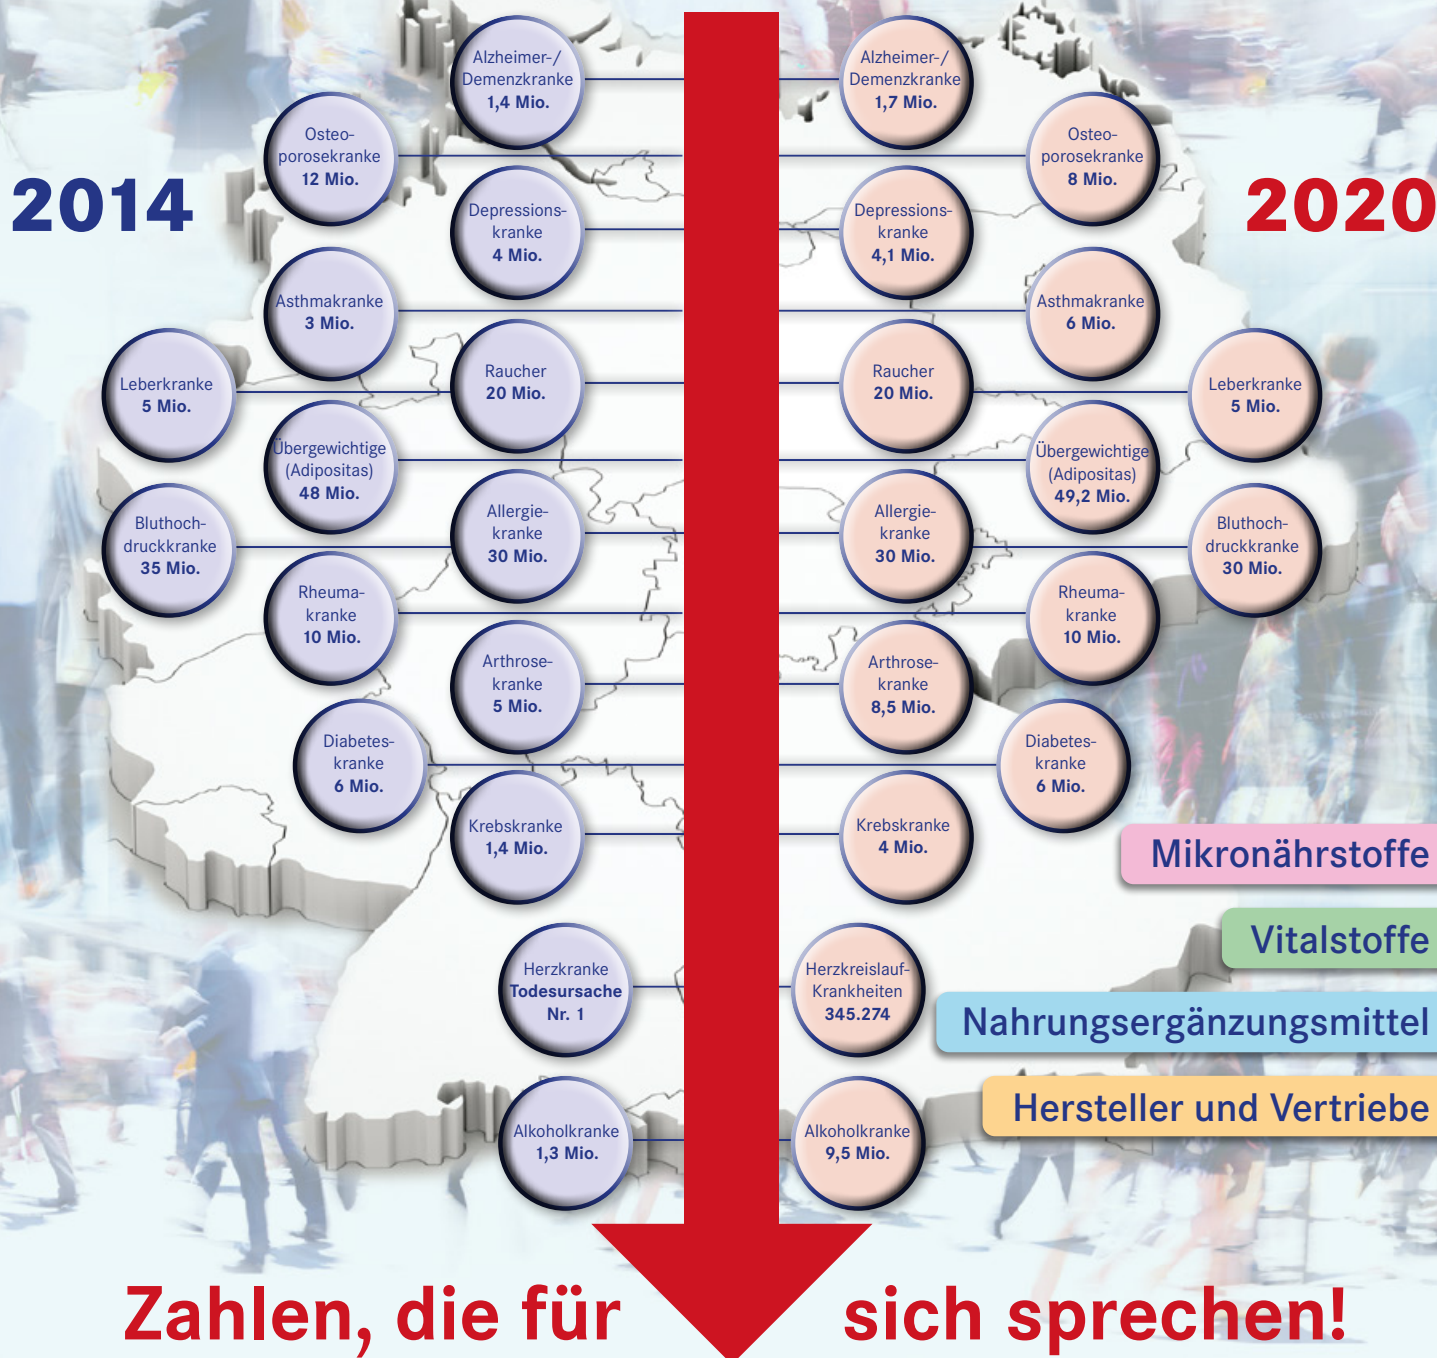 2014
Alzheimer-/
Demenzkranke
1,4 Mio.
Osteo-
porosekranke
12 Mio.
Depressions-
kranke
4 Mio.
Asthmakranke
3 Mio.
Leberkranke
5 Mio.
Raucher
20 Mio.
Übergewichtige
(Adipositas)
48 Mio.
Allergie-
kranke
30 Mio.
Bluthoch-
druckkranke
35 Mio.
Rheuma-
kranke
10 Mio.
Arthrose-
kranke
5 Mio.
Diabetes-
kranke
6 Mio.
Krebskranke
1,4 Mio.
Herzkranke
Todesursache
Nr. 1
Alkoholkranke
1,3 Mio.
2020
Alzheimer-/
Demenzkranke
1,7 Mio.
Osteo-
porosekranke
8 Mio.
Depressions-
kranke
4,1 Mio.
Asthmakranke
6 Mio.
Raucher
20 Mio.
Leberkranke
5 Mio.
Übergewichtige
(Adipositas)
49,2 Mio.
Allergie-
kranke
30 Mio.
Bluthoch-
druckkranke
30 Mio.
Rheuma-
kranke
10 Mio.
Arthrose-
kranke
8,5 Mio.
Diabetes-
kranke
6 Mio.
Krebskranke
4 Mio.
Herzkreislauf-
Krankheiten
345.274
Alkoholkranke
9,5 Mio.
Mikronährstoffe
Vitalstoffe
Nahrungsergänzungsmittel
Hersteller und Vertriebe
Zahlen, die für sich sprechen!